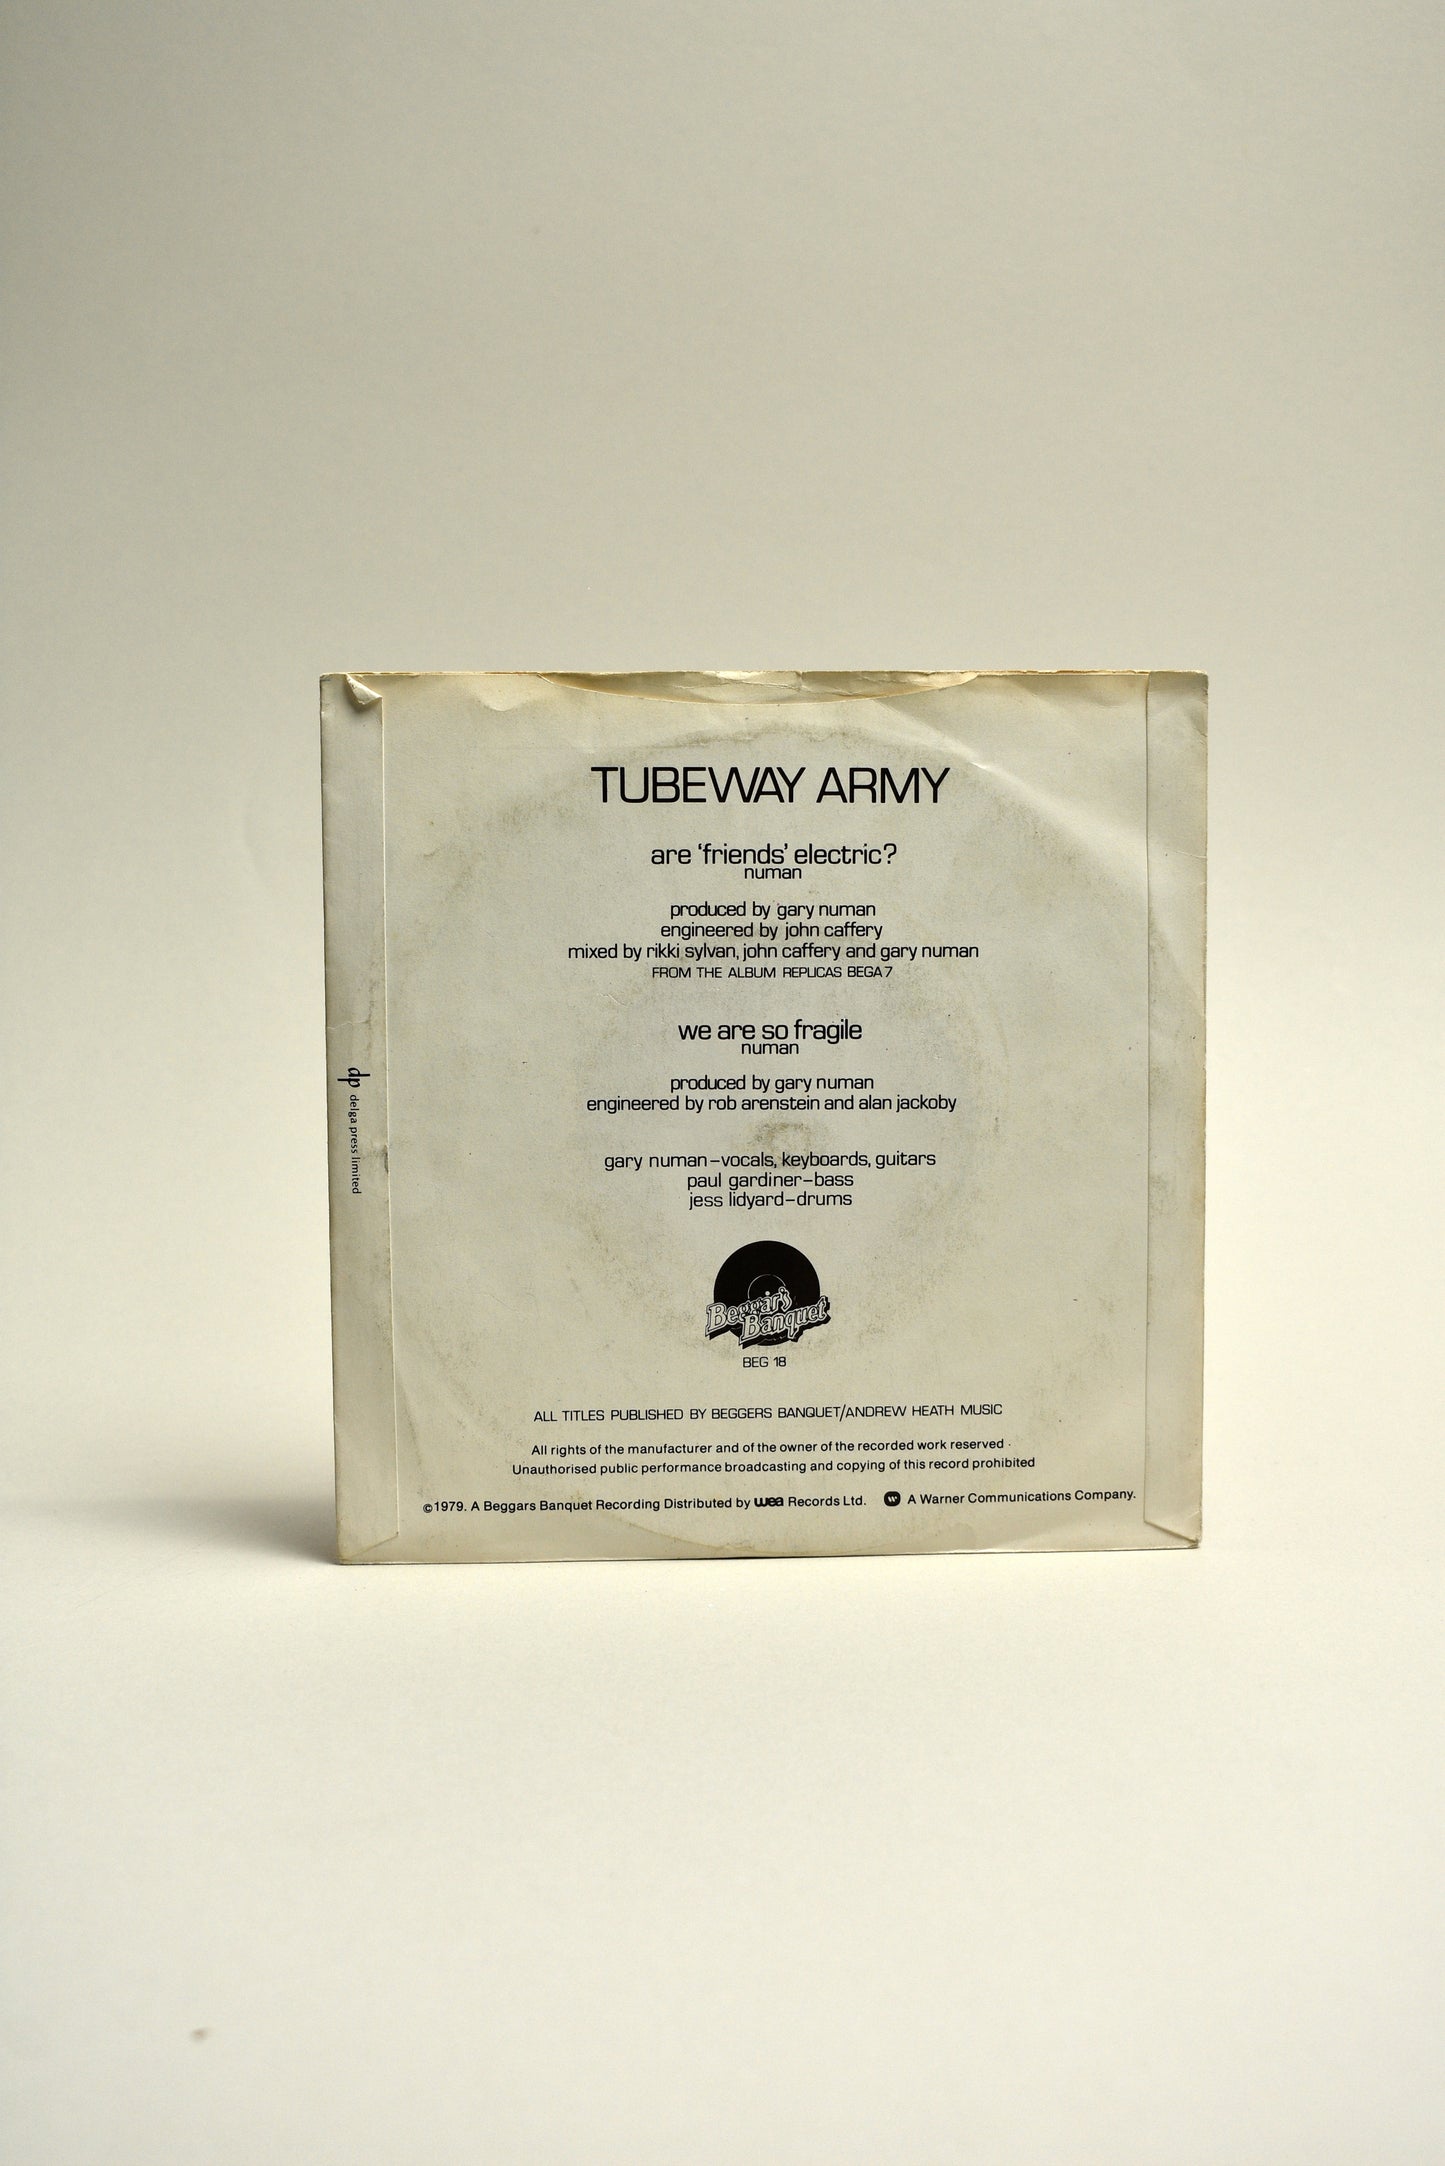 TUBEWAY ARMY
are ‘friends’ electric?
numan
produced by gary numan
engineered by john caffery
mixed by rikki sylvan, john caffery and gary numan
FROM THE ALBUM REPLICAS BEGA 7
we are so fragile
numan
produced by gary numan
engineered by rob arenstein and alan jackoby
gary numan–vocals, keyboards, guitars
paul gardiner–bass
jess lidyard–drums
Beggar's
Banquet
BEG 18
ALL TITLES PUBLISHED BY BEGGERS BANQUET/ANDREW HEATH MUSIC
All rights of the manufacturer and of the owner of the recorded work reserved ·
Unauthorised public performance broadcasting and copying of this record prohibited
©1979. A Beggars Banquet Recording Distributed by wea Records Ltd. W A Warner Communications Company.
dp delga press limited